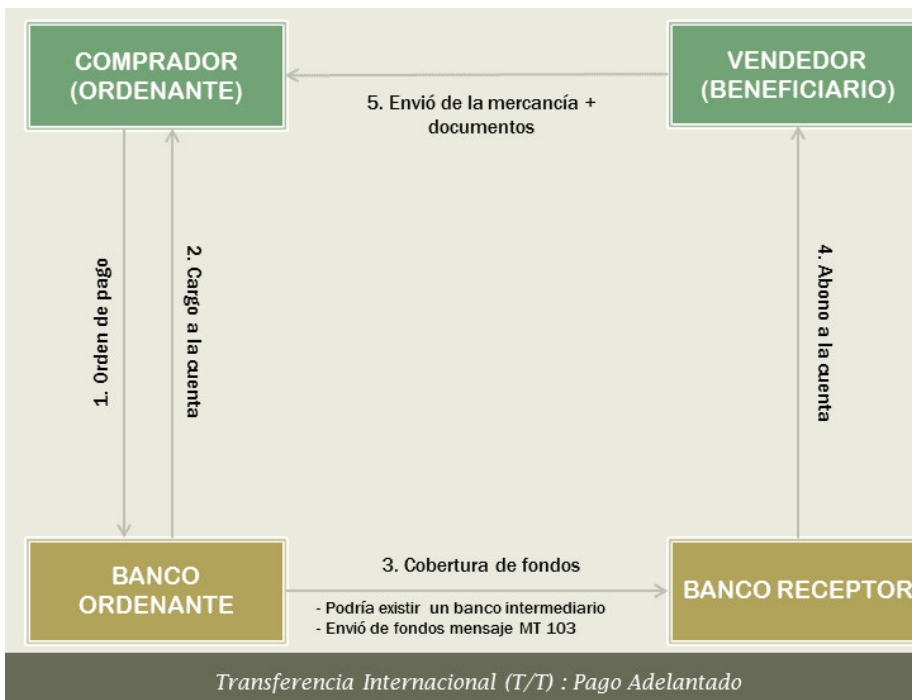 COMPRADOR
(ORDENANTE)
VENDEDOR
(BENEFICIARIO)
5. Envió de la mercancía +
documentos
1. Orden de pago
2. Cargo a la cuenta
4. Abono a la cuenta
BANCO
ORDENANTE
3. Cobertura de fondos
- Podría existir un banco intermediario
- Envió de fondos mensaje MT 103
BANCO RECEPTOR
Transferencia Internacional (T/T) : Pago Adelantado